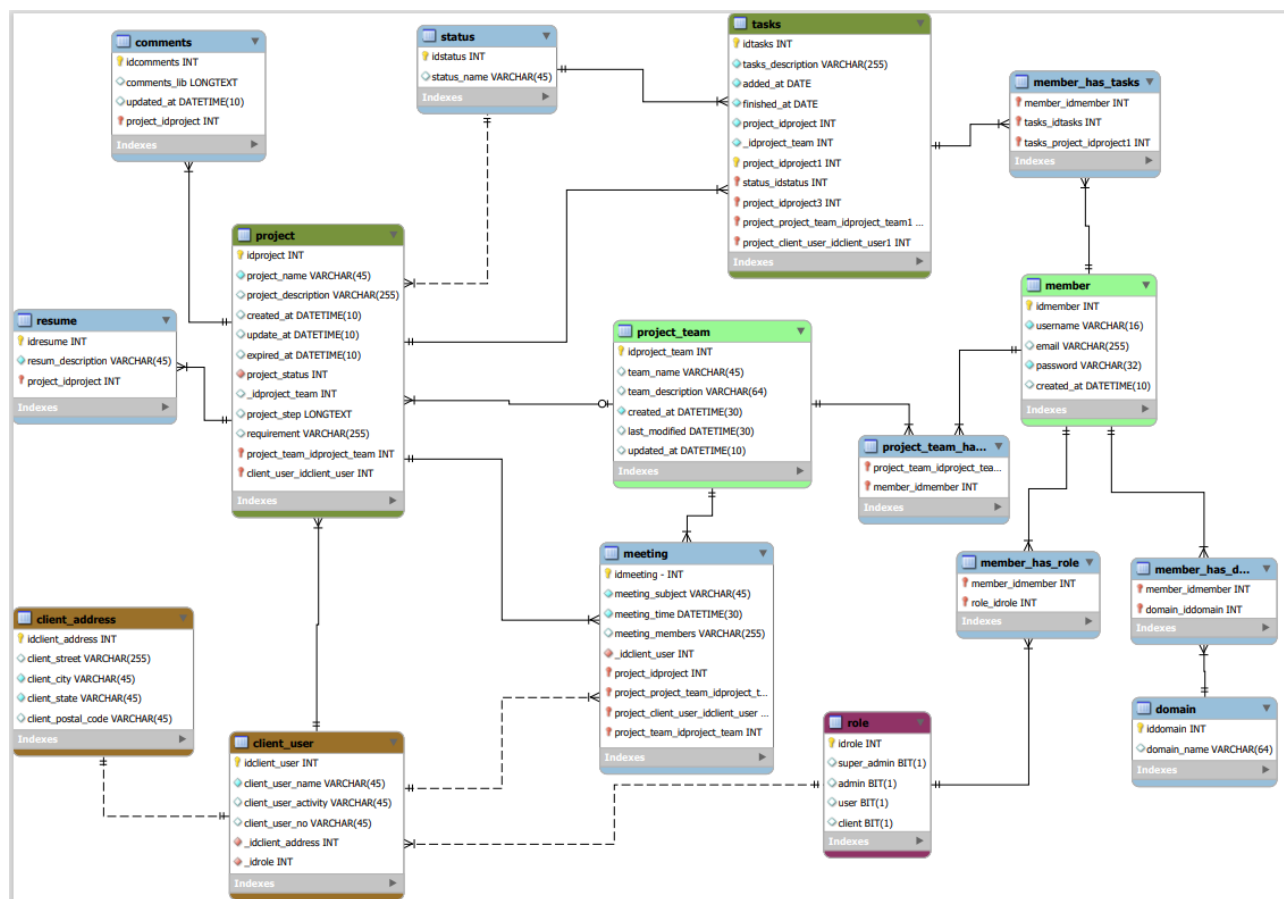 comments
idcomments INT
comments_lib LONGTEXT
updated_at DATETIME(10)
project_idproject INT
Indexes
status
idstatus INT
status_name VARCHAR(45)
Indexes
tasks
idtasks INT
tasks_description VARCHAR(255)
added_at DATE
finished_at DATE
project_idproject INT
_idproject_team INT
project_idproject1 INT
status_idstatus INT
project_idproject3 INT
project_project_team_idproject_team1 ...
project_client_user_idclient_user1 INT
Indexes
member_has_tasks
member_idmember INT
tasks_idtasks INT
tasks_project_idproject1 INT
Indexes
project
idproject INT
project_name VARCHAR(45)
project_description VARCHAR(255)
created_at DATETIME(10)
update_at DATETIME(10)
expired_at DATETIME(10)
project_status INT
_idproject_team INT
project_step LONGTEXT
requirement VARCHAR(255)
project_team_idproject_team INT
client_user_idclient_user INT
Indexes
resume
idresume INT
resum_description VARCHAR(45)
project_idproject INT
Indexes
project_team
idproject_team INT
team_name VARCHAR(45)
team_description VARCHAR(64)
created_at DATETIME(30)
last_modified DATETIME(30)
updated_at DATETIME(10)
Indexes
member
idmember INT
username VARCHAR(16)
email VARCHAR(255)
password VARCHAR(32)
created_at DATETIME(10)
Indexes
project_team_ha...
project_team_idproject_tea...
member_idmember INT
Indexes
meeting
idmeeting - INT
meeting_subject VARCHAR(45)
meeting_time DATETIME(30)
meeting_members VARCHAR(255)
_idclient_user INT
project_idproject INT
project_project_team_idproject_t...
project_client_user_idclient_user ...
project_team_idproject_team INT
Indexes
member_has_role
member_idmember INT
role_idrole INT
Indexes
member_has_d...
member_idmember INT
domain_iddomain INT
Indexes
client_address
idclient_address INT
client_street VARCHAR(255)
client_city VARCHAR(45)
client_state VARCHAR(45)
client_postal_code VARCHAR(45)
Indexes
client_user
idclient_user INT
client_user_name VARCHAR(45)
client_user_activity VARCHAR(45)
client_user_no VARCHAR(45)
_idclient_address INT
_idrole INT
Indexes
role
idrole INT
super_admin BIT(1)
admin BIT(1)
user BIT(1)
client BIT(1)
Indexes
domain
iddomain INT
domain_name VARCHAR(64)
Indexes